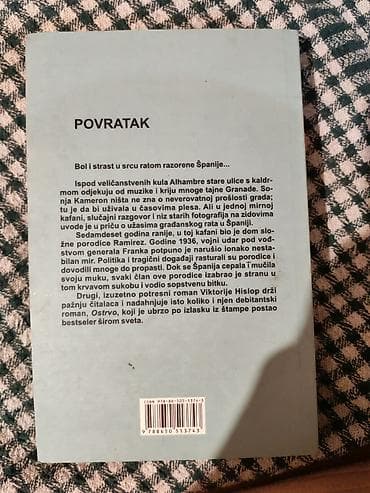 POVRATAK
Bol i strast u srcu ratom razorene Španije...
Ispod veličanstvenih kula Alhambre stare ulice s kaldr-
mom odjekuju od muzike i kriju mnoge tajne Granade. So-
nja Kameron ništa ne zna o neverovatnoj prošlosti grada;
tu je da bi uživala u časovima plesa. Ali u jednoj mirnoj
kafani, slučajni razgovor i niz starih fotografija na zidovima
uvode je u priču o užasima građanskog rata u Španiji.
Sedamdeset godina ranije, u toj kafani bio je dom slo-
žne porodice Ramirez. Godine 1936, vojni udar pod vođ-
stvom generala Franka potpuno je narušio ionako nesta-
bilan mir. Politika i tragični događaji rasturali su porodice i
dovodili mnoge do propasti. Dok se Španija cepala i mučila
svoju muku, svaki član ove porodice izabrao je stranu u
tom krvavom sukobu i vodio sopstvenu bitku.
Drugi, izuzetno potresni roman Viktorije Hislop drži
pažnju čitalaca i nadahnjuje isto koliko i njen debitantski
roman, Ostrvo, koji je ubrzo po izlasku iz štampe postao
bestseler širom sveta.